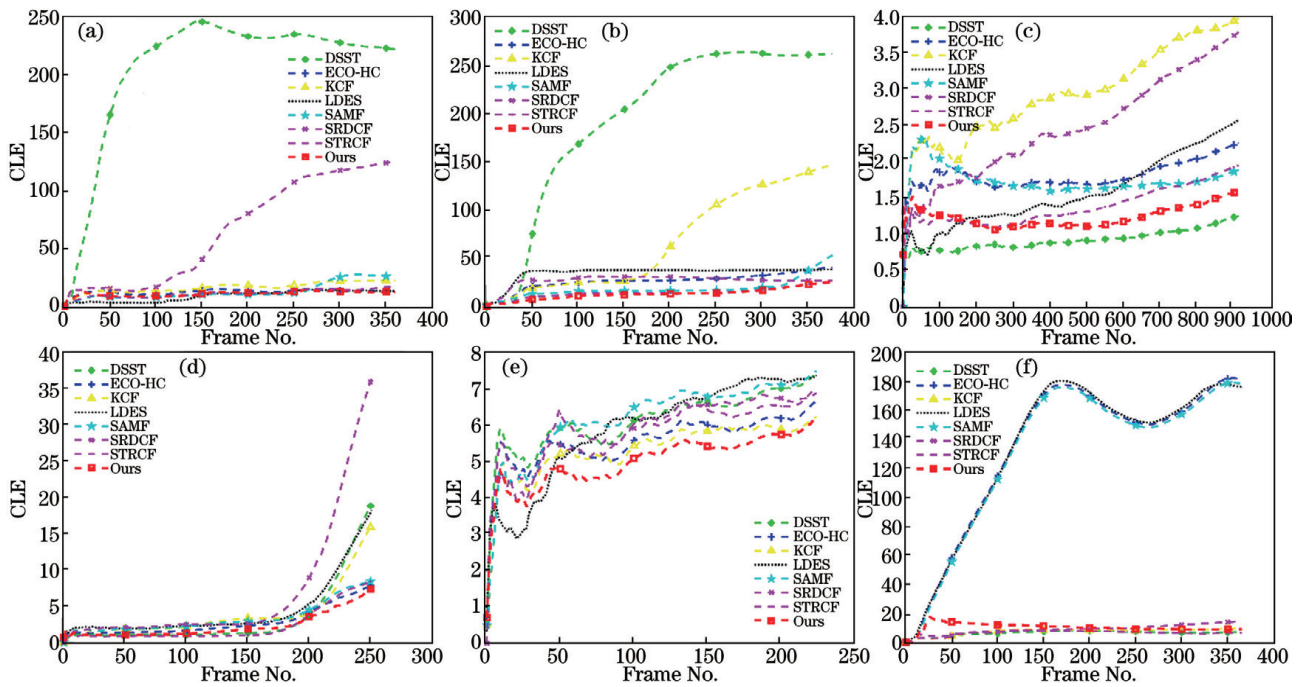 (a)
250
200
150
100
50
0
CLE
0 50 100 150 200 250 300 350 400
Frame No.
DSST
ECO-HC
KCF
LDES
SAMF
SRDCF
STRCF
Ours
(b)
300
250
200
150
100
50
0
CLE
0 50 100 150 200 250 300 350 400
Frame No.
DSST
ECO-HC
KCF
LDES
SAMF
SRDCF
STRCF
Ours
(c)
4.0
3.5
3.0
2.5
2.0
1.5
1.0
0.5
0
CLE
0 100 200 300 400 500 600 700 800 900 1000
Frame No.
DSST
ECO-HC
KCF
LDES
SAMF
SRDCF
STRCF
Ours
(d)
40
35
30
25
20
15
10
5
0
CLE
0 50 100 150 200 250 300
Frame No.
DSST
ECO-HC
KCF
LDES
SAMF
SRDCF
STRCF
Ours
(e)
8
7
6
5
4
3
2
1
0
CLE
0 50 100 150 200 250
Frame No.
DSST
ECO-HC
KCF
LDES
SAMF
SRDCF
STRCF
Ours
(f)
200
180
160
140
120
100
80
60
40
20
0
CLE
0 50 100 150 200 250 300 350 400
Frame No.
DSST
ECO-HC
KCF
LDES
SAMF
SRDCF
STRCF
Ours